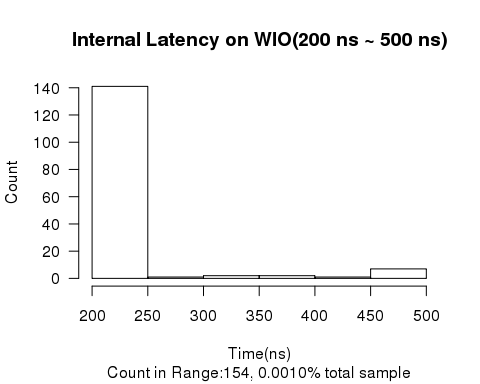 Internal Latency on WIO(200 ns ~ 500 ns)
140
120
100
80
60
40
20
0
Count
200 250 300 350 400 450 500
Time(ns)
Count in Range:154, 0.0010% total sample